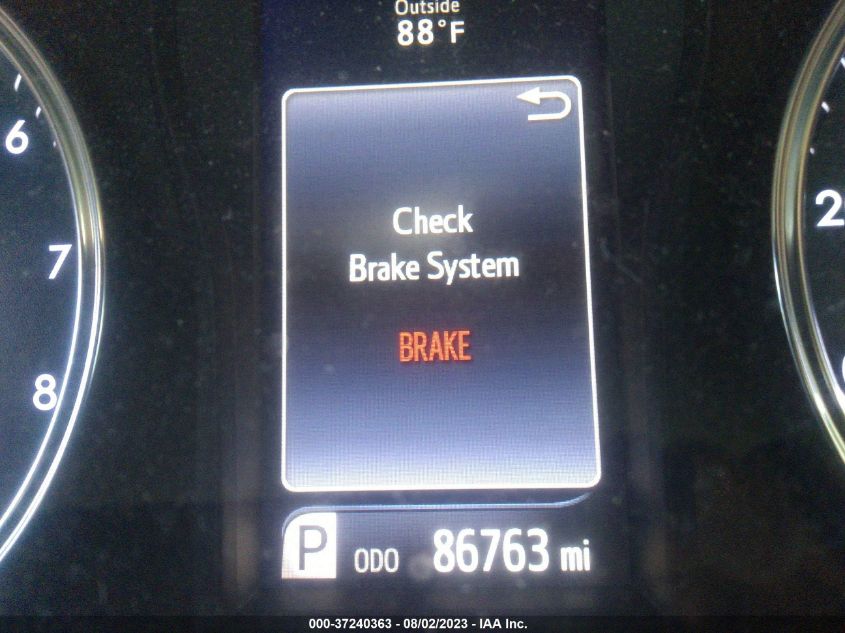 Outside
88°F
6
7
8
2
Check
Brake System
BRAKE
P ODO 86763 mi
000-37240363 - 08/02/2023 - IAA Inc.